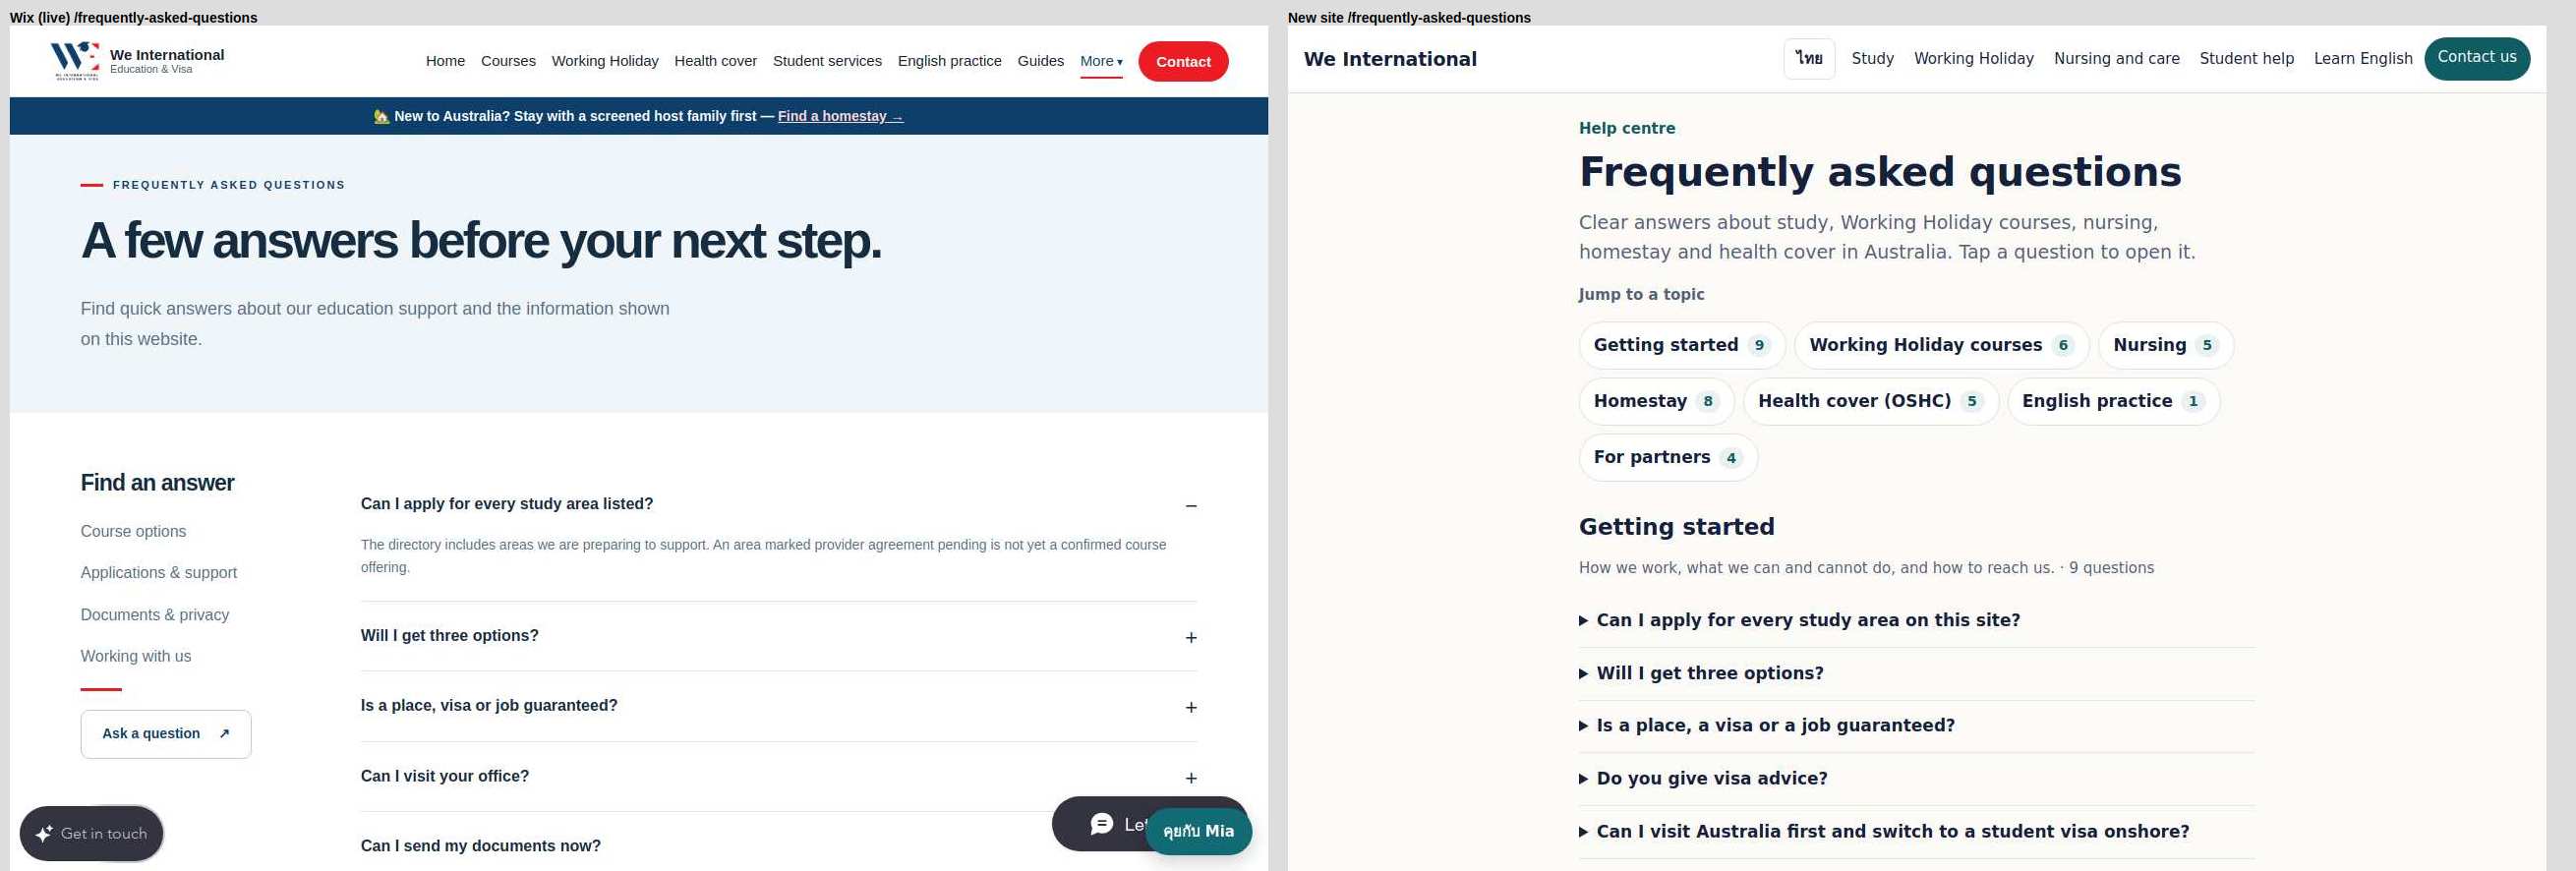 Wix (live) /frequently-asked-questions
We International
Education & Visa
Home Courses Working Holiday Health cover Student services English practice Guides More ▾ Contact
🏡 New to Australia? Stay with a screened host family first — Find a homestay →
FREQUENTLY ASKED QUESTIONS
A few answers before your next step.
Find quick answers about our education support and the information shown
on this website.
Find an answer
Course options
Applications & support
Documents & privacy
Working with us
Ask a question ↗
Can I apply for every study area listed? −
The directory includes areas we are preparing to support. An area marked provider agreement pending is not yet a confirmed course
offering.
Will I get three options? +
Is a place, visa or job guaranteed? +
Can I visit your office? +
Can I send my documents now?
Get in touch
Let
คุยกับ Mia
New site /frequently-asked-questions
We International
ไทย Study Working Holiday Nursing and care Student help Learn English Contact us
Help centre
Frequently asked questions
Clear answers about study, Working Holiday courses, nursing,
homestay and health cover in Australia. Tap a question to open it.
Jump to a topic
Getting started 9 Working Holiday courses 6 Nursing 5
Homestay 8 Health cover (OSHC) 5 English practice 1
For partners 4
Getting started
How we work, what we can and cannot do, and how to reach us. · 9 questions
▶ Can I apply for every study area on this site?
▶ Will I get three options?
▶ Is a place, a visa or a job guaranteed?
▶ Do you give visa advice?
▶ Can I visit Australia first and switch to a student visa onshore?